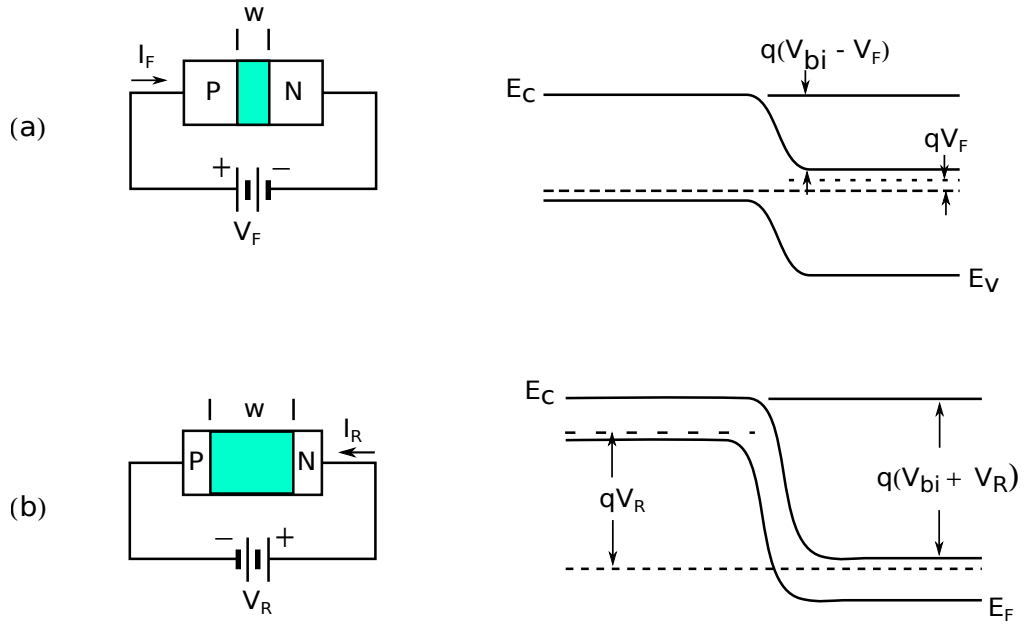 (a)
w
I_F
P
N
+
−
V_F
q(V_bi - V_F)
E_C
qV_F
E_V
(b)
w
I_R
P
N
−
+
V_R
E_C
qV_R
q(V_bi + V_R)
E_F